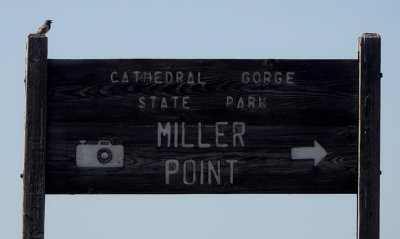 CATHEDRAL GORGE
STATE PARK
MILLER
POINT